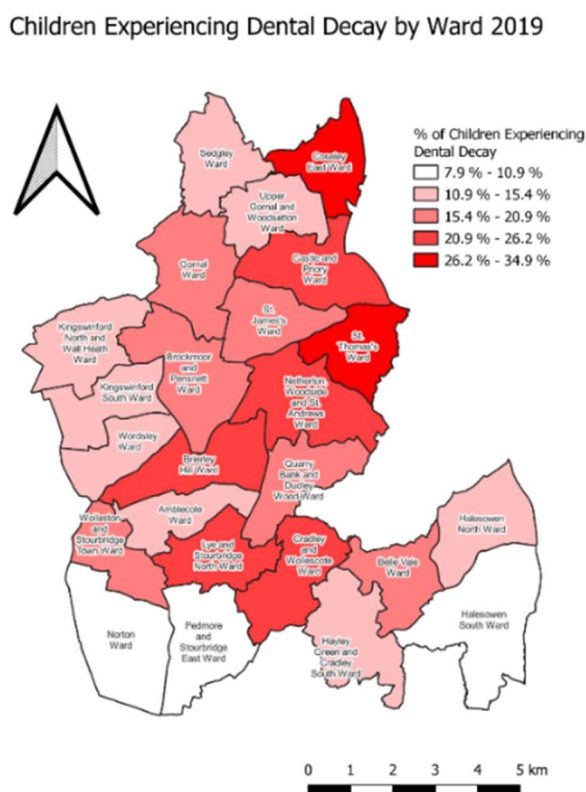 Children Experiencing Dental Decay by Ward 2019
% of Children Experiencing
Dental Decay
7.9 % - 10.9 %
10.9 % - 15.4 %
15.4 % - 20.9 %
20.9 % - 26.2 %
26.2 % - 34.9 %
Sedgley
Ward
Coseley
East Ward
Upper
Gornal and
Woodsetton
Ward
Gornal
Ward
Castle and
Priory
Ward
St.
James's
Ward
St.
Thomas's
Ward
Kingswinford
North and
Wall Heath
Ward
Brockmoor
and
Pensnett
Ward
Kingswinford
South Ward
Netherton,
Woodside
and St.
Andrews
Ward
Wordsley
Ward
Brierley
Hill Ward
Quarry
Bank and
Dudley
Wood Ward
Amblecote
Ward
Wollaston
and
Stourbridge
Town Ward
Lye and
Stourbridge
North Ward
Cradley
and
Wollescote
Ward
Belle Vale
Ward
Halesowen
North Ward
Halesowen
South Ward
Norton
Ward
Pedmore
and
Stourbridge
East Ward
Hayley
Green and
Cradley
South Ward
0 1 2 3 4 5 km